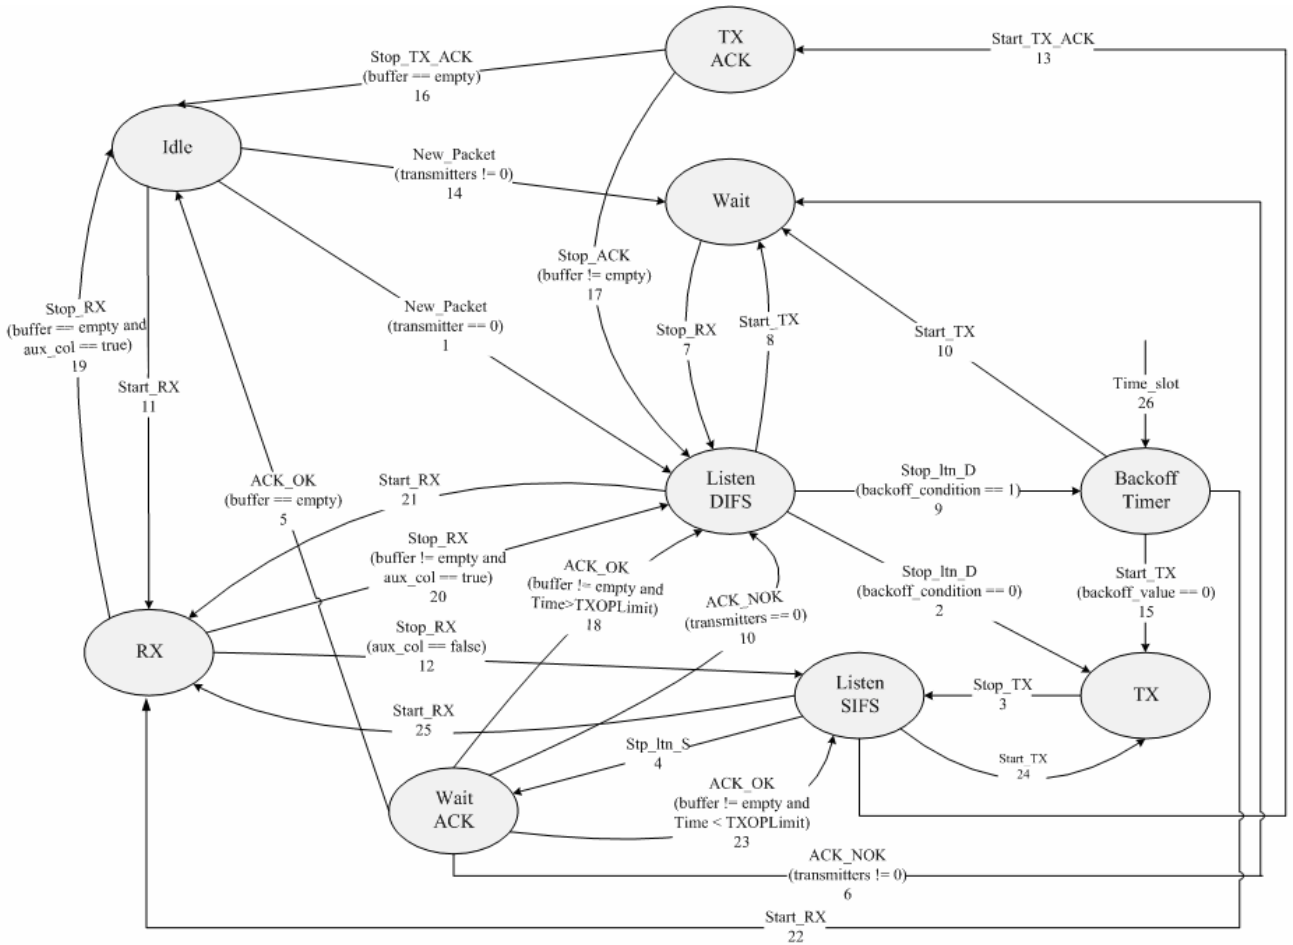 TX
ACK
Start_TX_ACK
13
Stop_TX_ACK
(buffer == empty)
16
Idle
New_Packet
(transmitters != 0)
14
Wait
Stop_ACK
(buffer != empty)
17
New_Packet
(transmitter == 0)
1
Stop_RX
(buffer == empty and
aux_col == true)
19
Start_RX
11
Stop_RX
7
Start_TX
8
Start_TX
10
Time_slot
26
ACK_OK
(buffer == empty)
5
Start_RX
21
Listen
DIFS
Stop_ltn_D
(backoff_condition == 1)
9
Backoff
Timer
Stop_RX
(buffer != empty and
aux_col == true)
20
ACK_OK
(buffer != empty and
Time>TXOPLimit)
18
ACK_NOK
(transmitters == 0)
10
Stop_ltn_D
(backoff_condition == 0)
2
Start_TX
(backoff_value == 0)
15
RX
Stop_RX
(aux_col == false)
12
Listen
SIFS
Stop_TX
3
TX
Start_RX
25
Stp_ltn_S
4
Start_TX
24
Wait
ACK
ACK_OK
(buffer != empty and
Time < TXOPLimit)
23
ACK_NOK
(transmitters != 0)
6
Start_RX
22